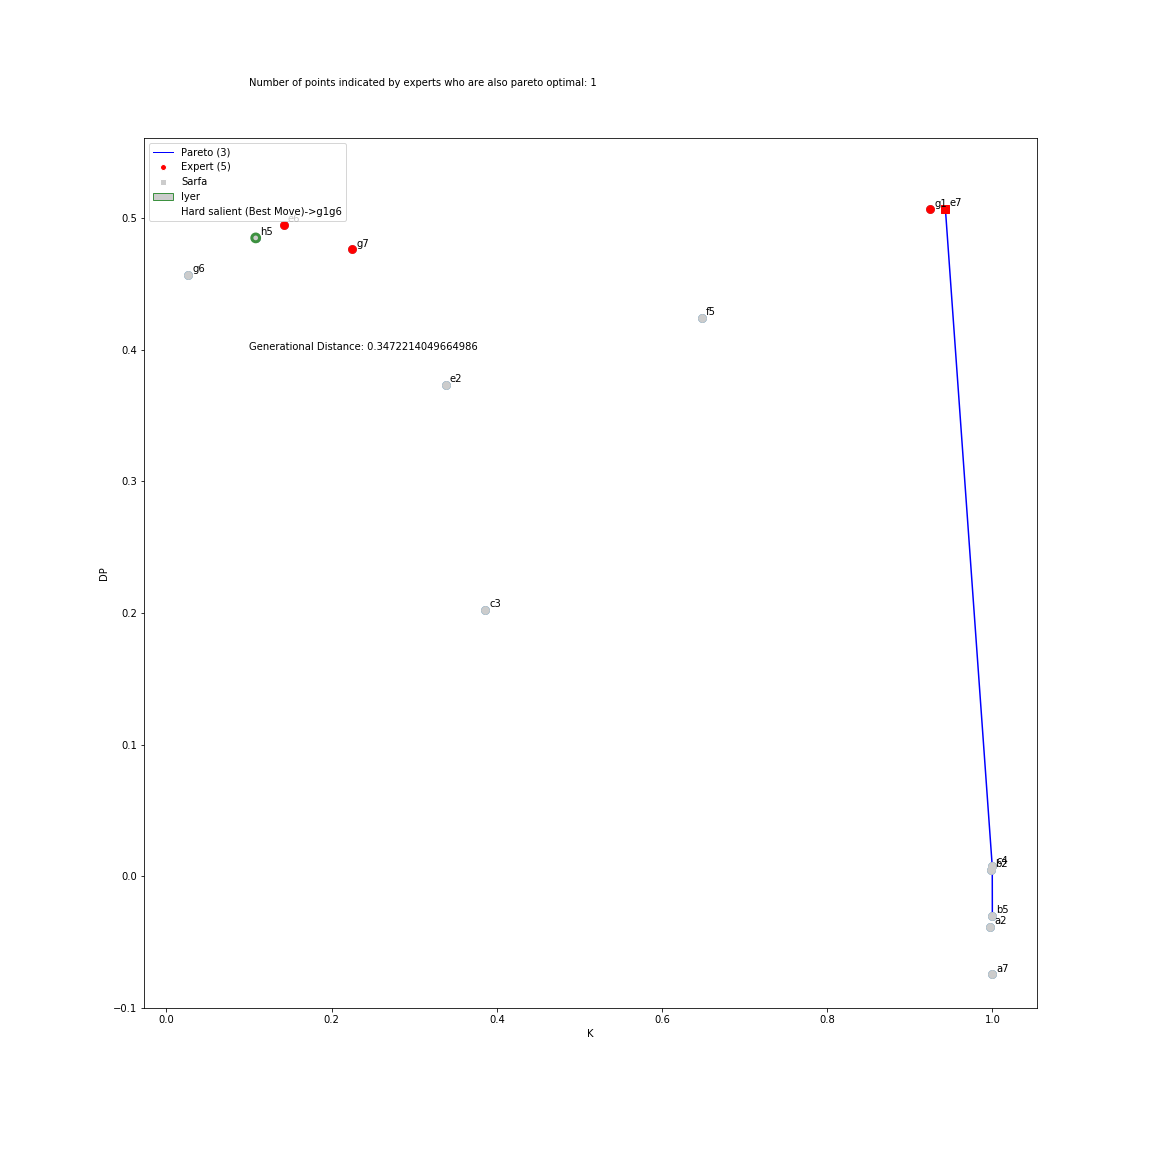 Number of points indicated by experts who are also pareto optimal: 1
Pareto (3)
Expert (5)
Sarfa
Iyer
Hard salient (Best Move)->g1g6
h5
g7
g6
g1
e7
f5
Generational Distance: 0.3472214049664986
e2
c3
c4
b5
a2
a7
DP
0.5
0.4
0.3
0.2
0.1
0.0
−0.1
0.0
0.2
0.4
0.6
0.8
1.0
K